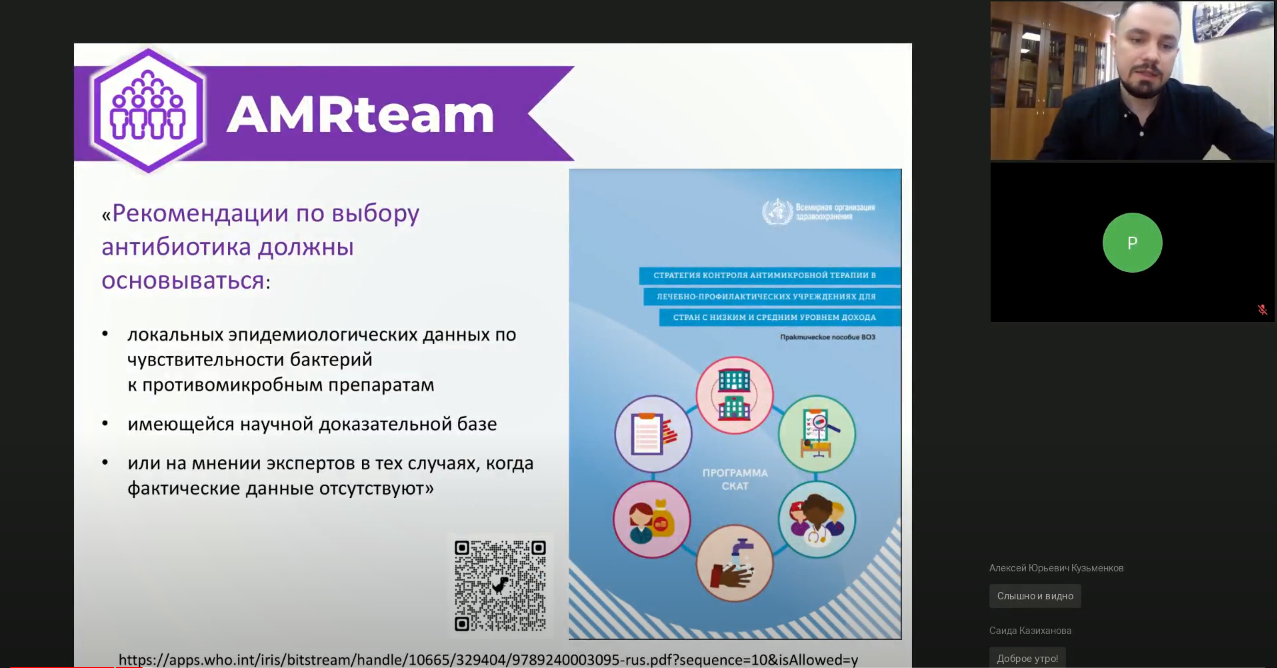 AMRteam
«Рекомендации по выбору
антибиотика должны
основываться:
• локальных эпидемиологических данных по
чувствительности бактерий
к противомикробным препаратам
• имеющейся научной доказательной базе
• или на мнении экспертов в тех случаях, когда
фактические данные отсутствуют»
Всемирная организация
здравоохранения
СТРАТЕГИЯ КОНТРОЛЯ АНТИМИКРОБНОЙ ТЕРАПИИ В
ЛЕЧЕБНО-ПРОФИЛАКТИЧЕСКИХ УЧРЕЖДЕНИЯХ ДЛЯ
СТРАН С НИЗКИМ И СРЕДНИМ УРОВНЕМ ДОХОДА
Практическое пособие ВОЗ
ПРОГРАММА
СКАТ
https://apps.who.int/iris/bitstream/handle/10665/329404/9789240003095-rus.pdf?sequence=10&isAllowed=y
P
Алексей Юрьевич Кузьменков
Слышно и видно
Саида Казиханова
Доброе утро!